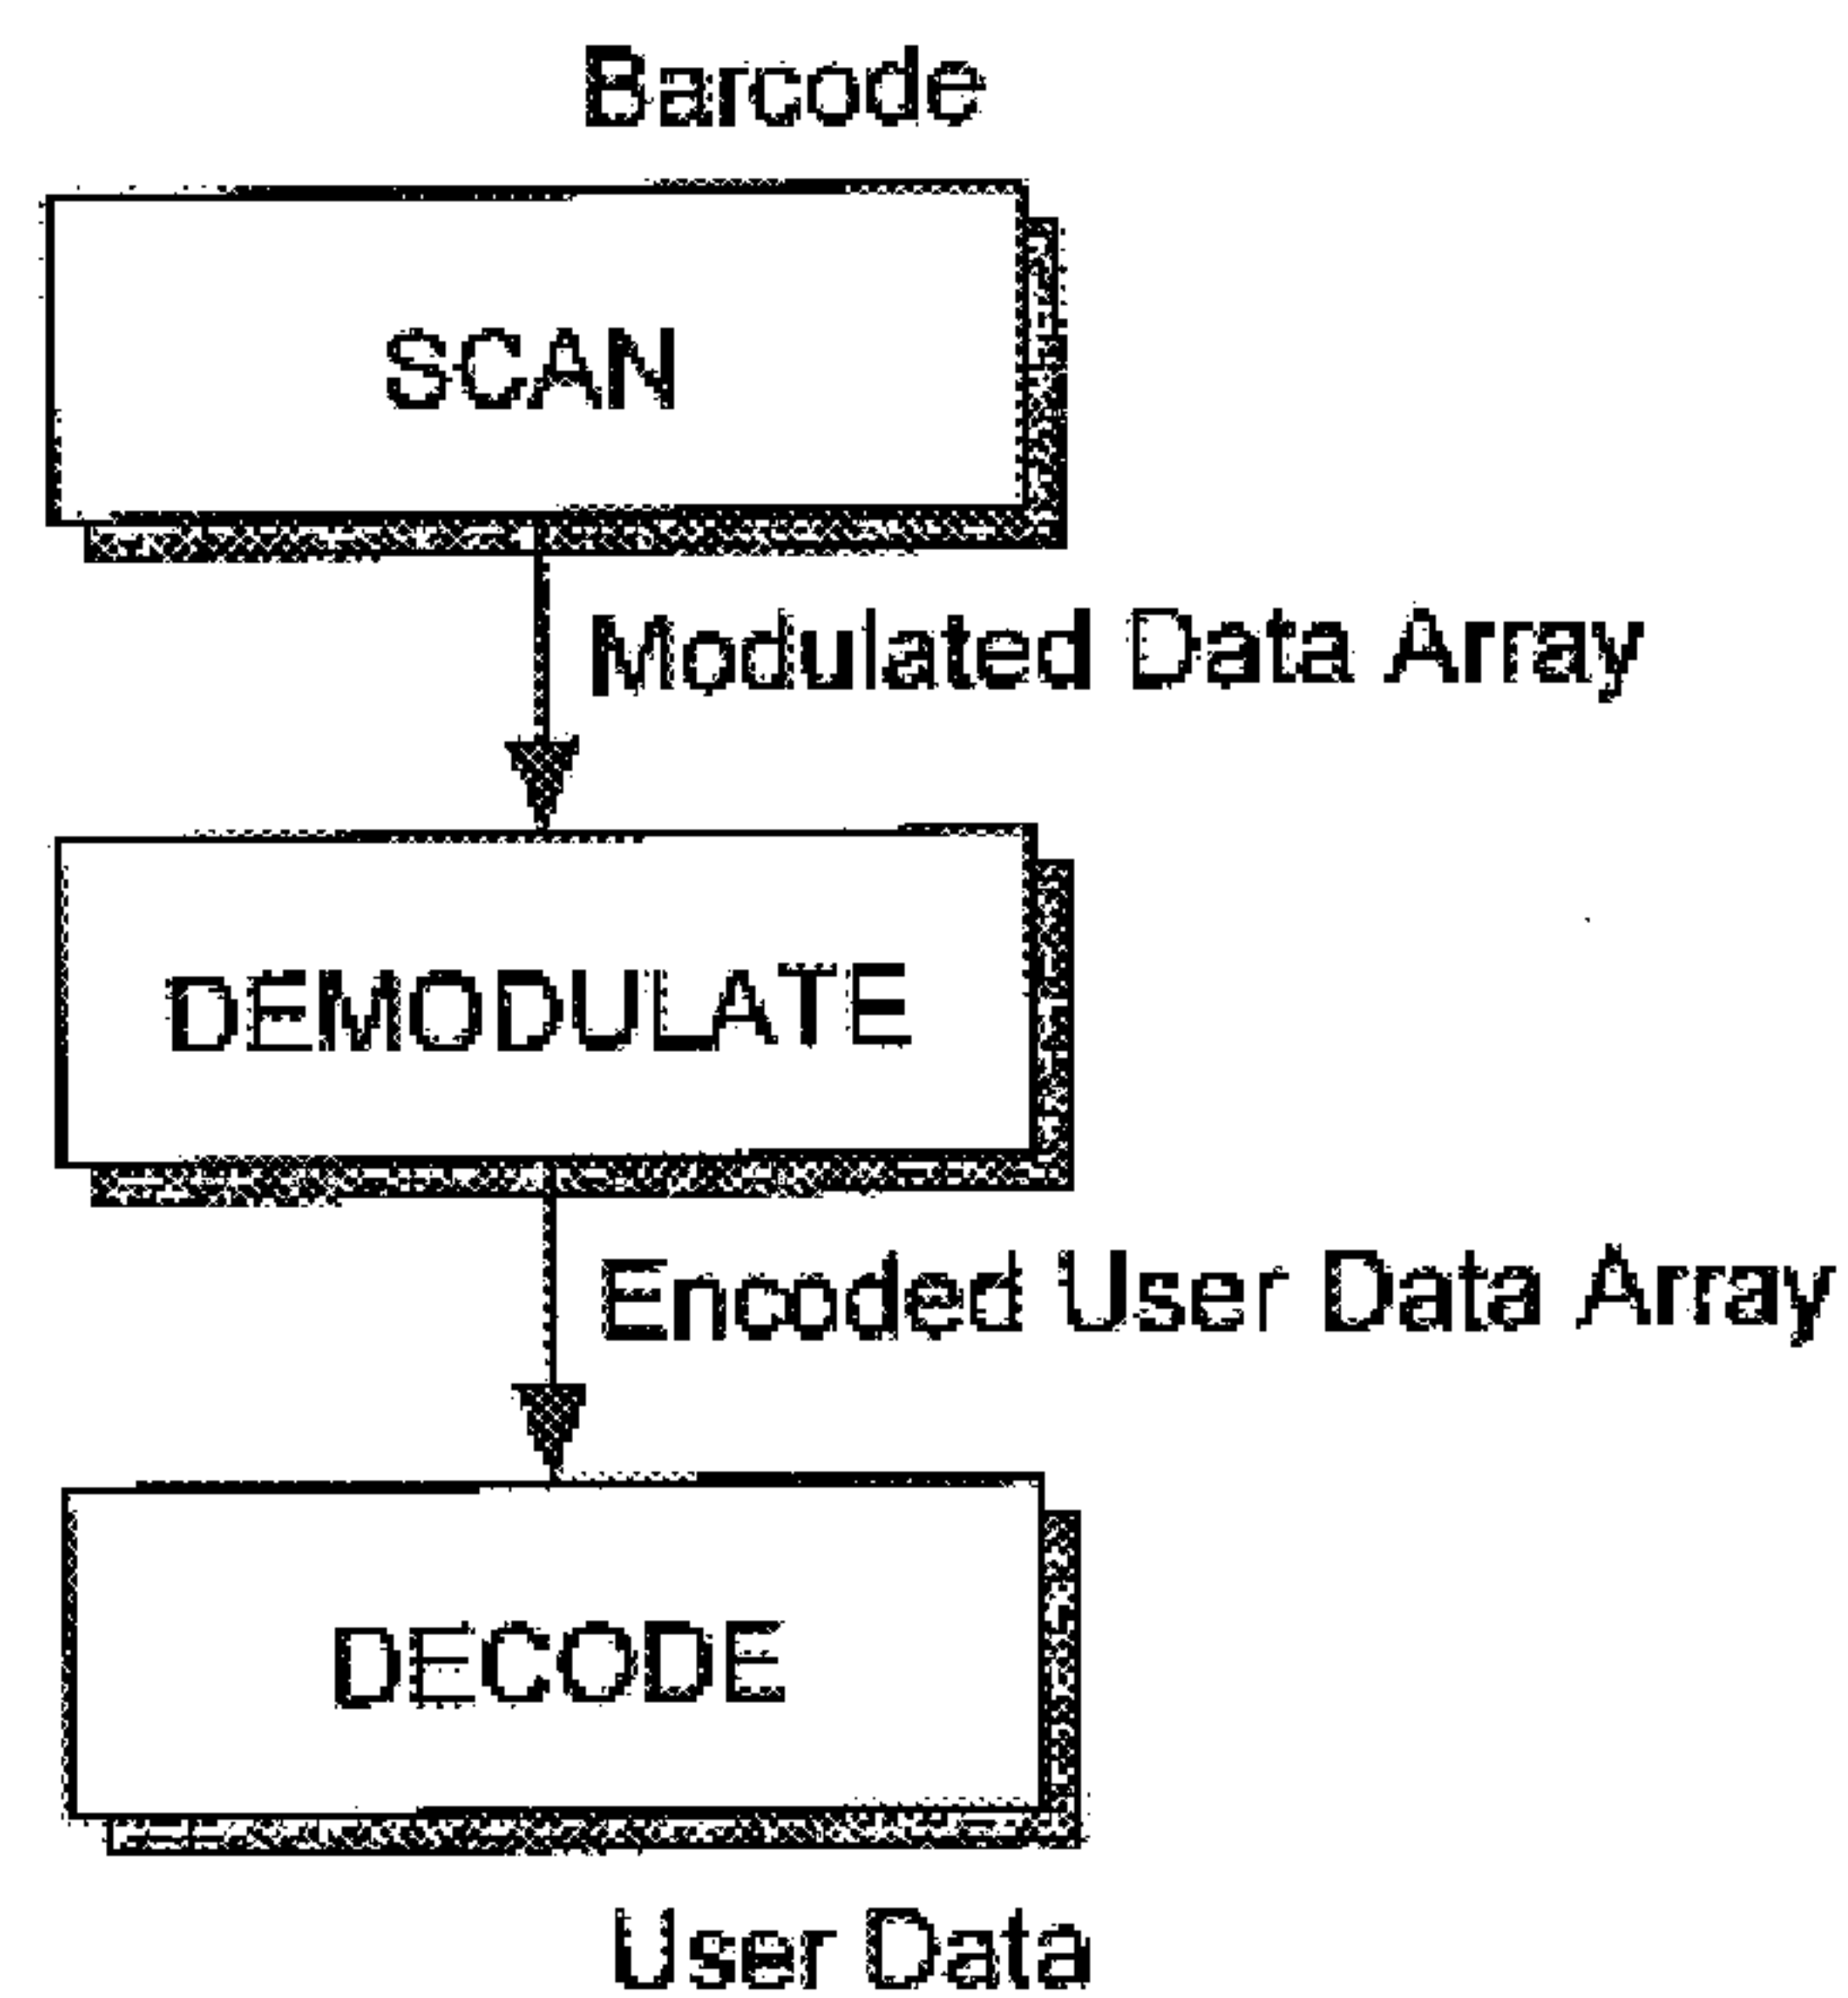 Barcode
SCAN
Modulated Data Array
DEMODULATE
Encoded User Data Array
DECODE
User Data